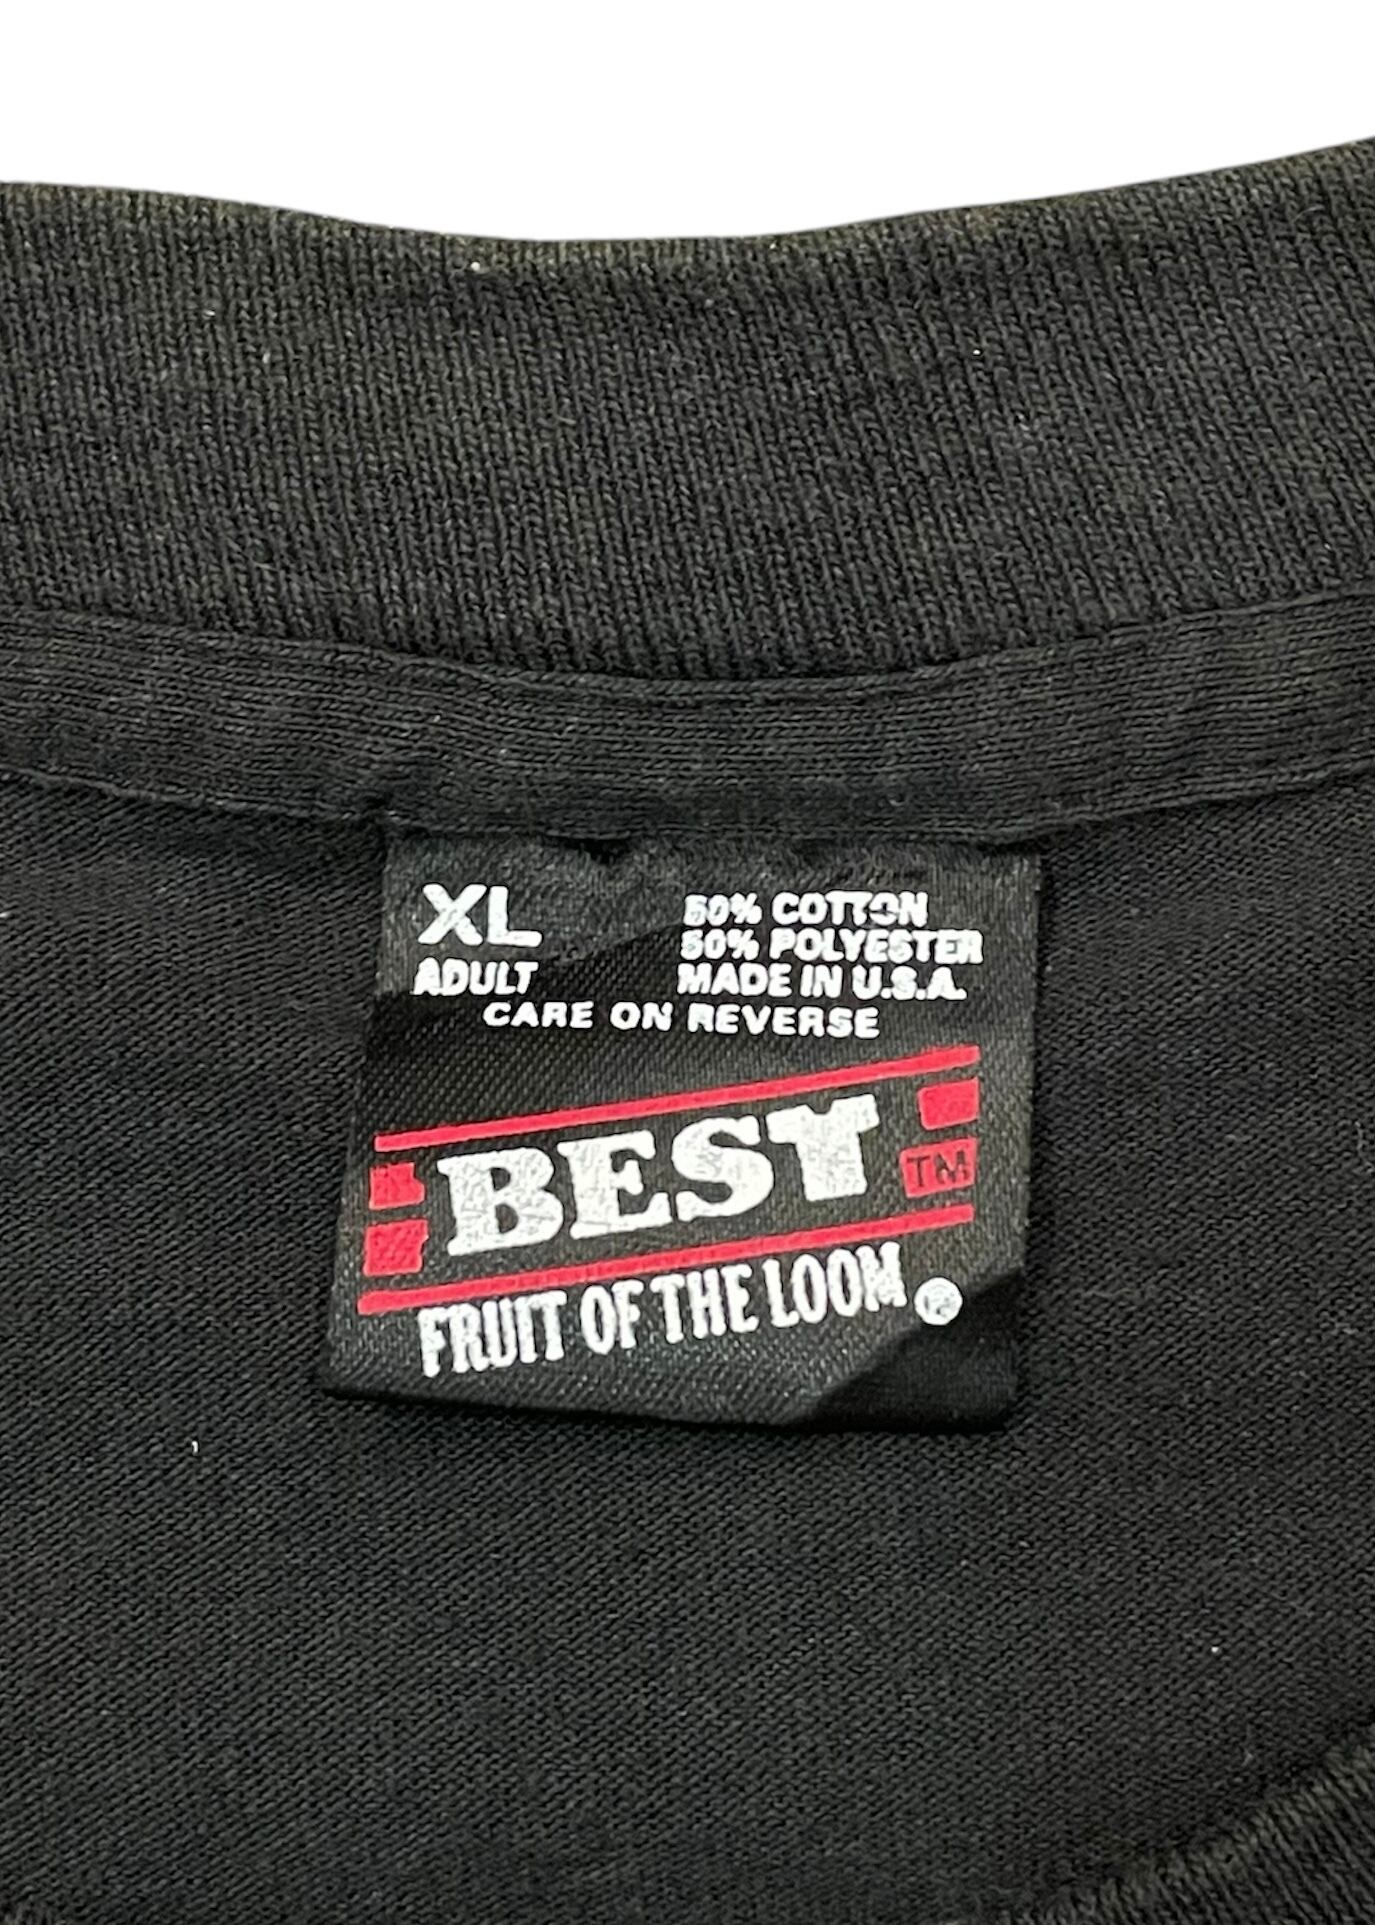 XL
ADULT
50% COTTON
50% POLYESTER
MADE IN U.S.A.
CARE ON REVERSE
BEST
TM
FRUIT OF THE LOOM